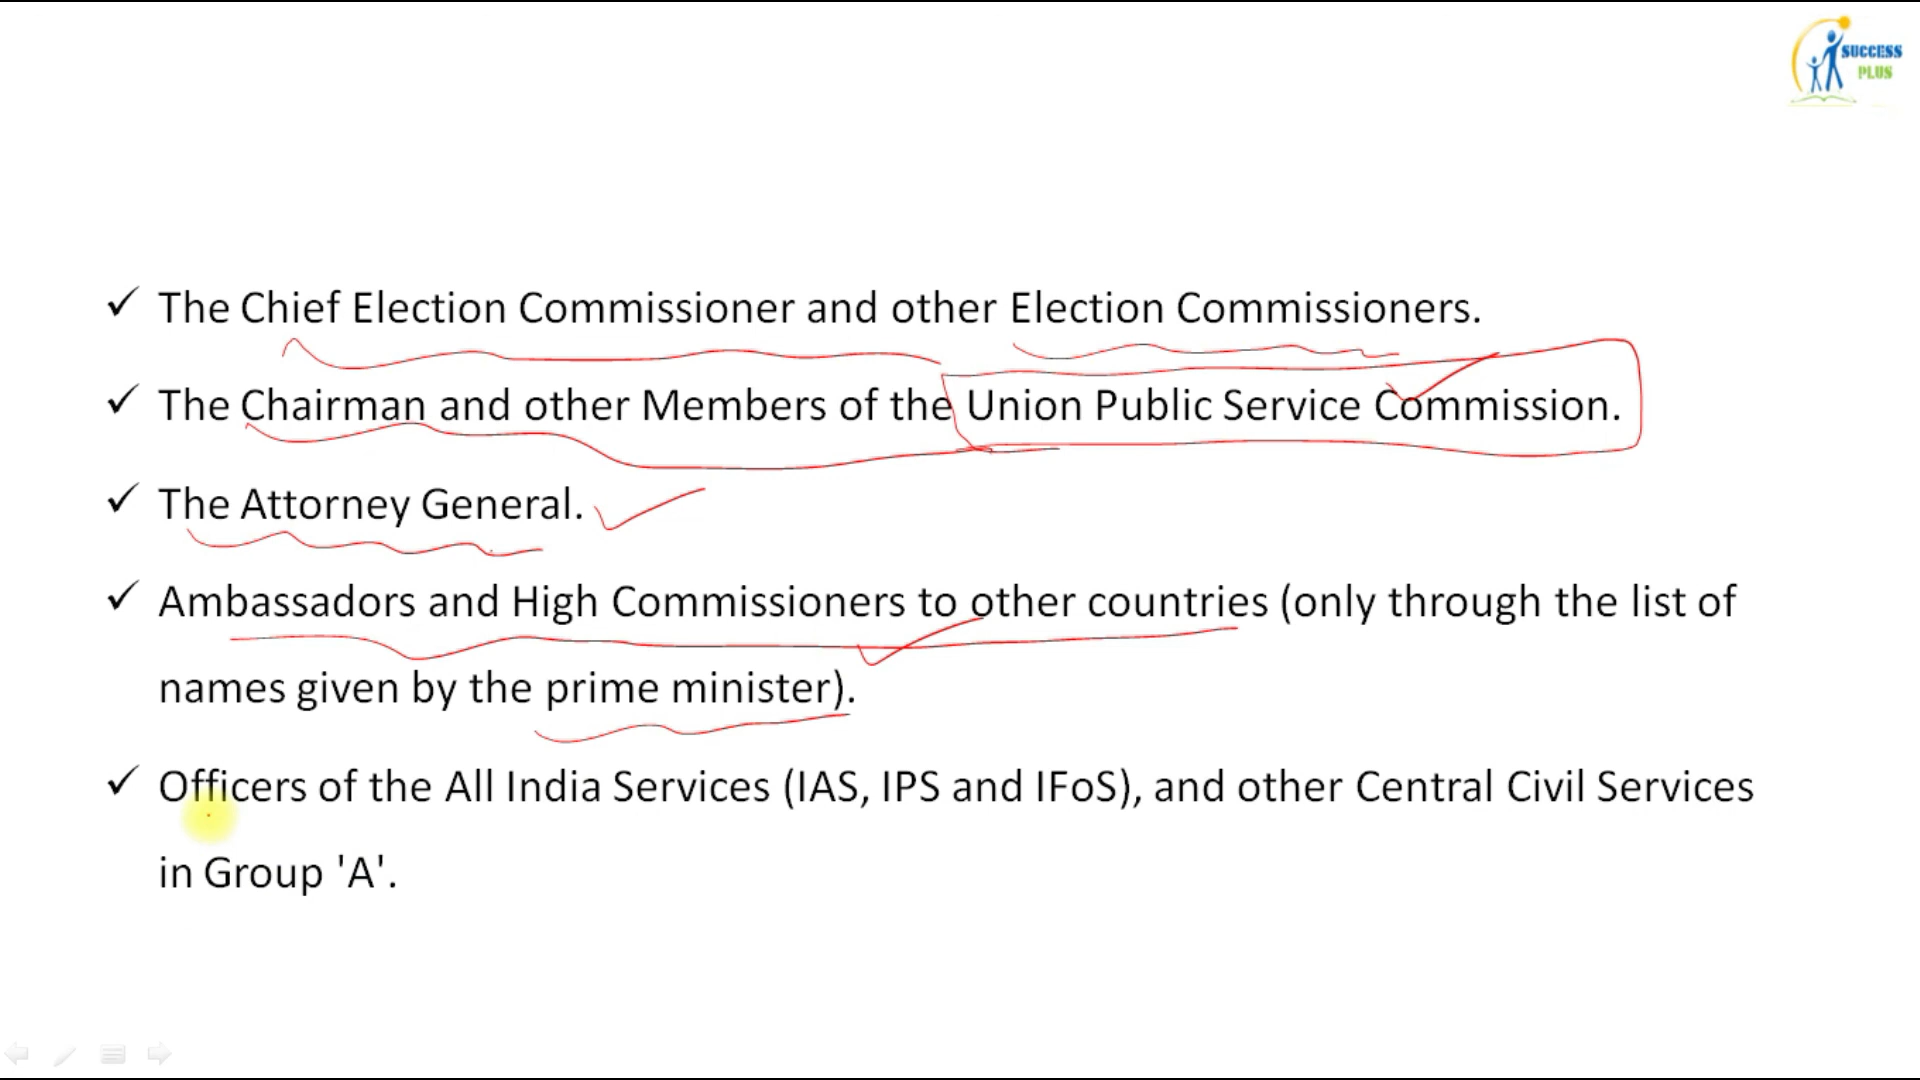 SUCCESS
PLUS
✓ The Chief Election Commissioner and other Election Commissioners.
✓ The Chairman and other Members of the Union Public Service Commission.
✓ The Attorney General.
✓ Ambassadors and High Commissioners to other countries (only through the list of
names given by the prime minister).
✓ Officers of the All India Services (IAS, IPS and IFoS), and other Central Civil Services
in Group 'A'.